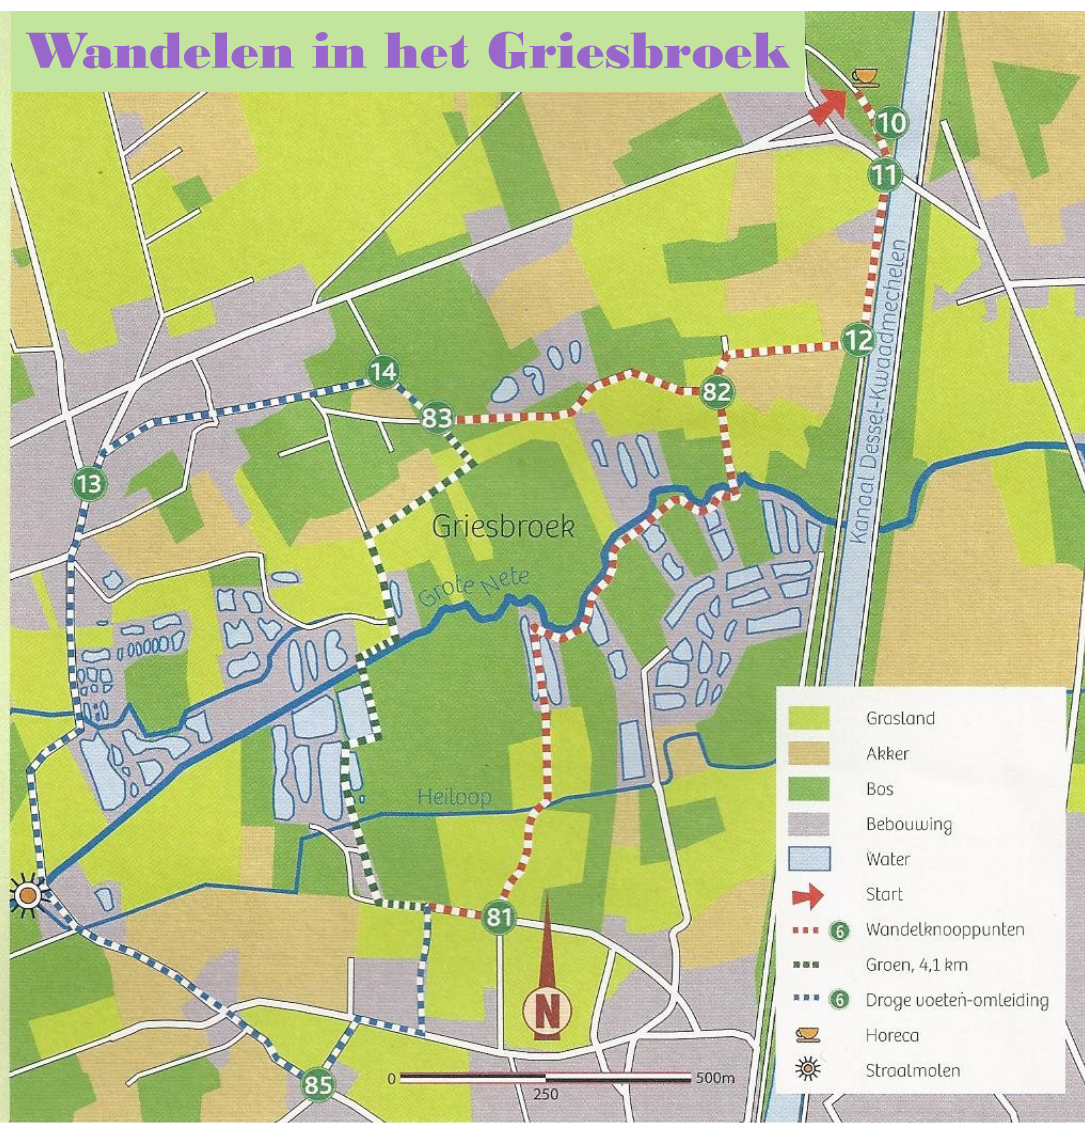 Wandelen in het Griesbroek
10
11
Kanaal Dessel-Kwaadmechelen
12
14
82
83
13
Griesbroek
Grote Nete
Heiloop
81
N
85
0
250
500m
Grasland
Akker
Bos
Bebouwing
Water
Start
6 Wandelknooppunten
Groen, 4,1 km
6 Droge voeten-omleiding
Horeca
Straalmolen